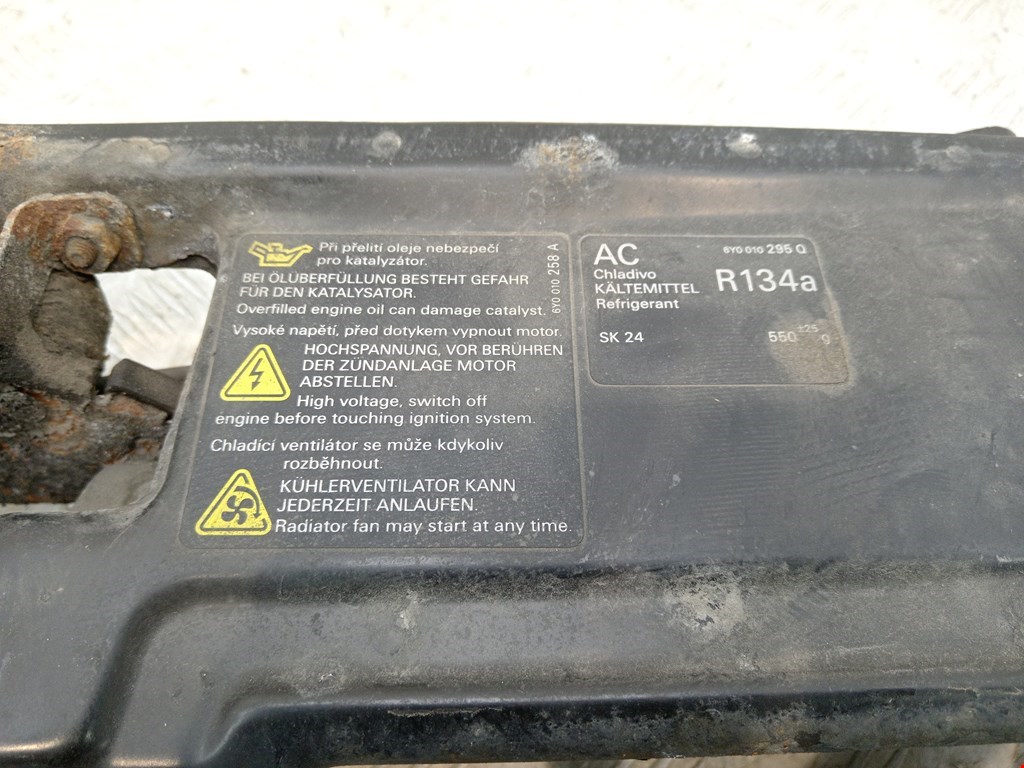 Při přelití oleje nebezpečí
pro katalyzátor.
BEI ÖLÜBERFÜLLUNG BESTEHT GEFAHR
FÜR DEN KATALYSATOR.
Overfilled engine oil can damage catalyst.
6Y0 010 258 A
Vysoké napětí, před dotykem vypnout motor.
HOCHSPANNUNG, VOR BERÜHREN
DER ZÜNDANLAGE MOTOR
ABSTELLEN.
High voltage, switch off
engine before touching ignition system.
Chladící ventilátor se může kdykoliv
rozběhnout.
KÜHLERVENTILATOR KANN
JEDERZEIT ANLAUFEN.
Radiator fan may start at any time.
AC 6Y0 010 295 Q
Chladivo
KÄLTEMITTEL R134a
Refrigerant
SK 24 550 ±25 g